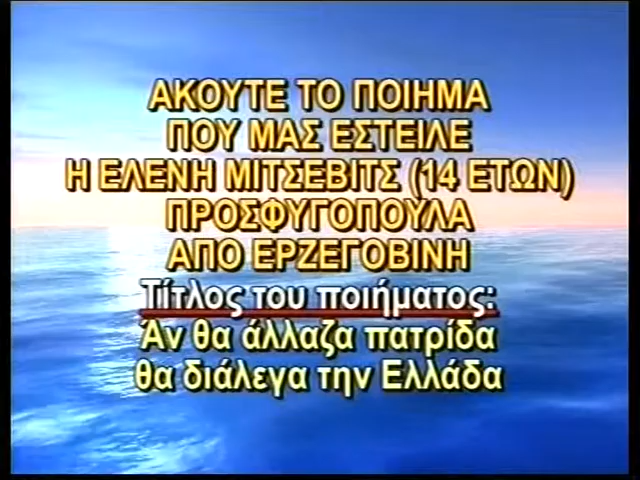 ΑΚΟΥΤΕ ΤΟ ΠΟΙΗΜΑ
ΠΟΥ ΜΑΣ ΕΣΤΕΙΛΕ
Η ΕΛΕΝΗ ΜΙΤΣΕΒΙΤΣ (14 ΕΤΩΝ)
ΠΡΟΣΦΥΓΟΠΟΥΛΑ
ΑΠΟ ΕΡΖΕΓΟΒΙΝΗ
Τίτλος του ποιήματος:
Άν θα άλλαζα πατρίδα
θα διάλεγα την Ελλάδα